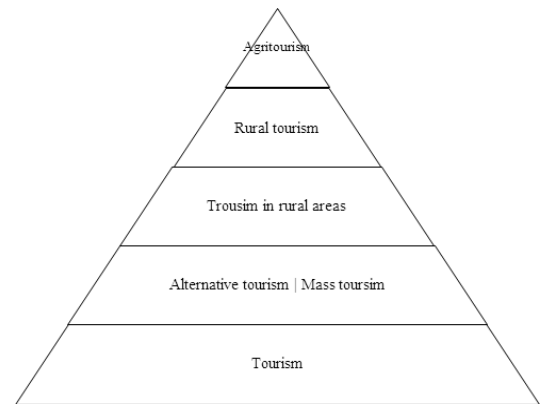 Agritourism
Rural tourism
Trousim in rural areas
Alternative tourism | Mass toursim
Tourism